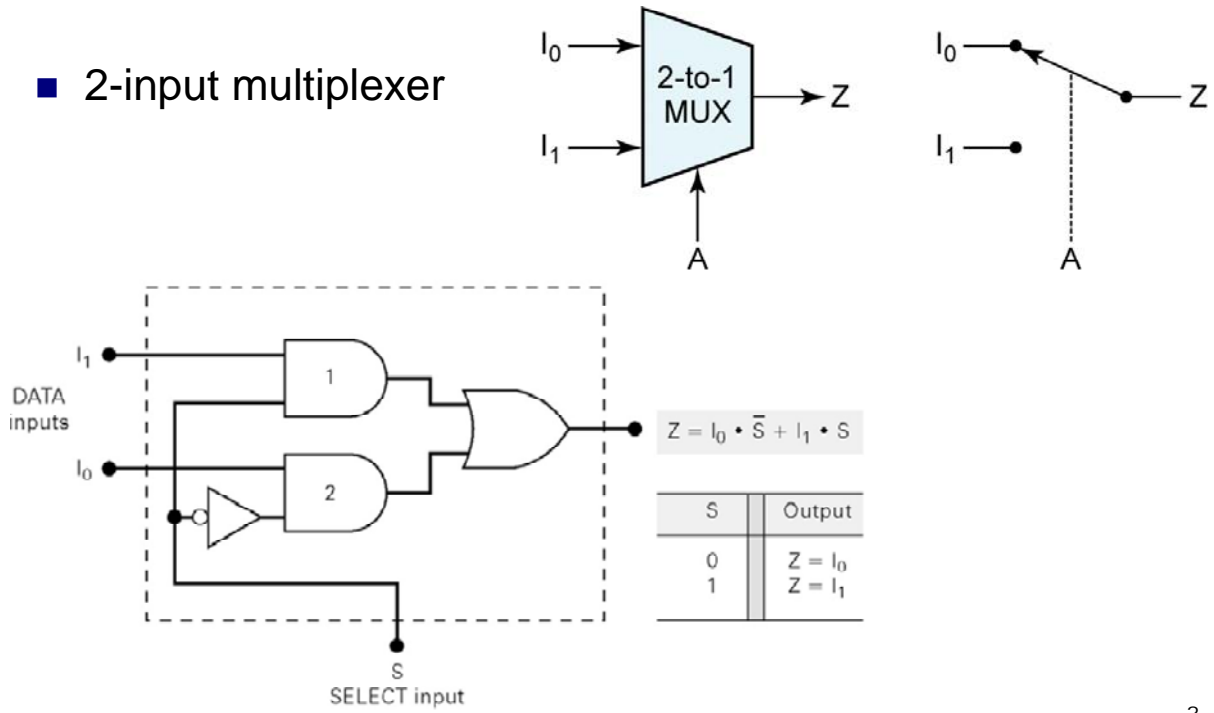 ■ 2-input multiplexer
I₀
I₁
2-to-1
MUX
Z
A
I₀
I₁
Z
A
I₁
DATA
inputs
I₀
1
2
S
SELECT input
Z = I₀ • S̅ + I₁ • S
S Output
0 Z = I₀
1 Z = I₁